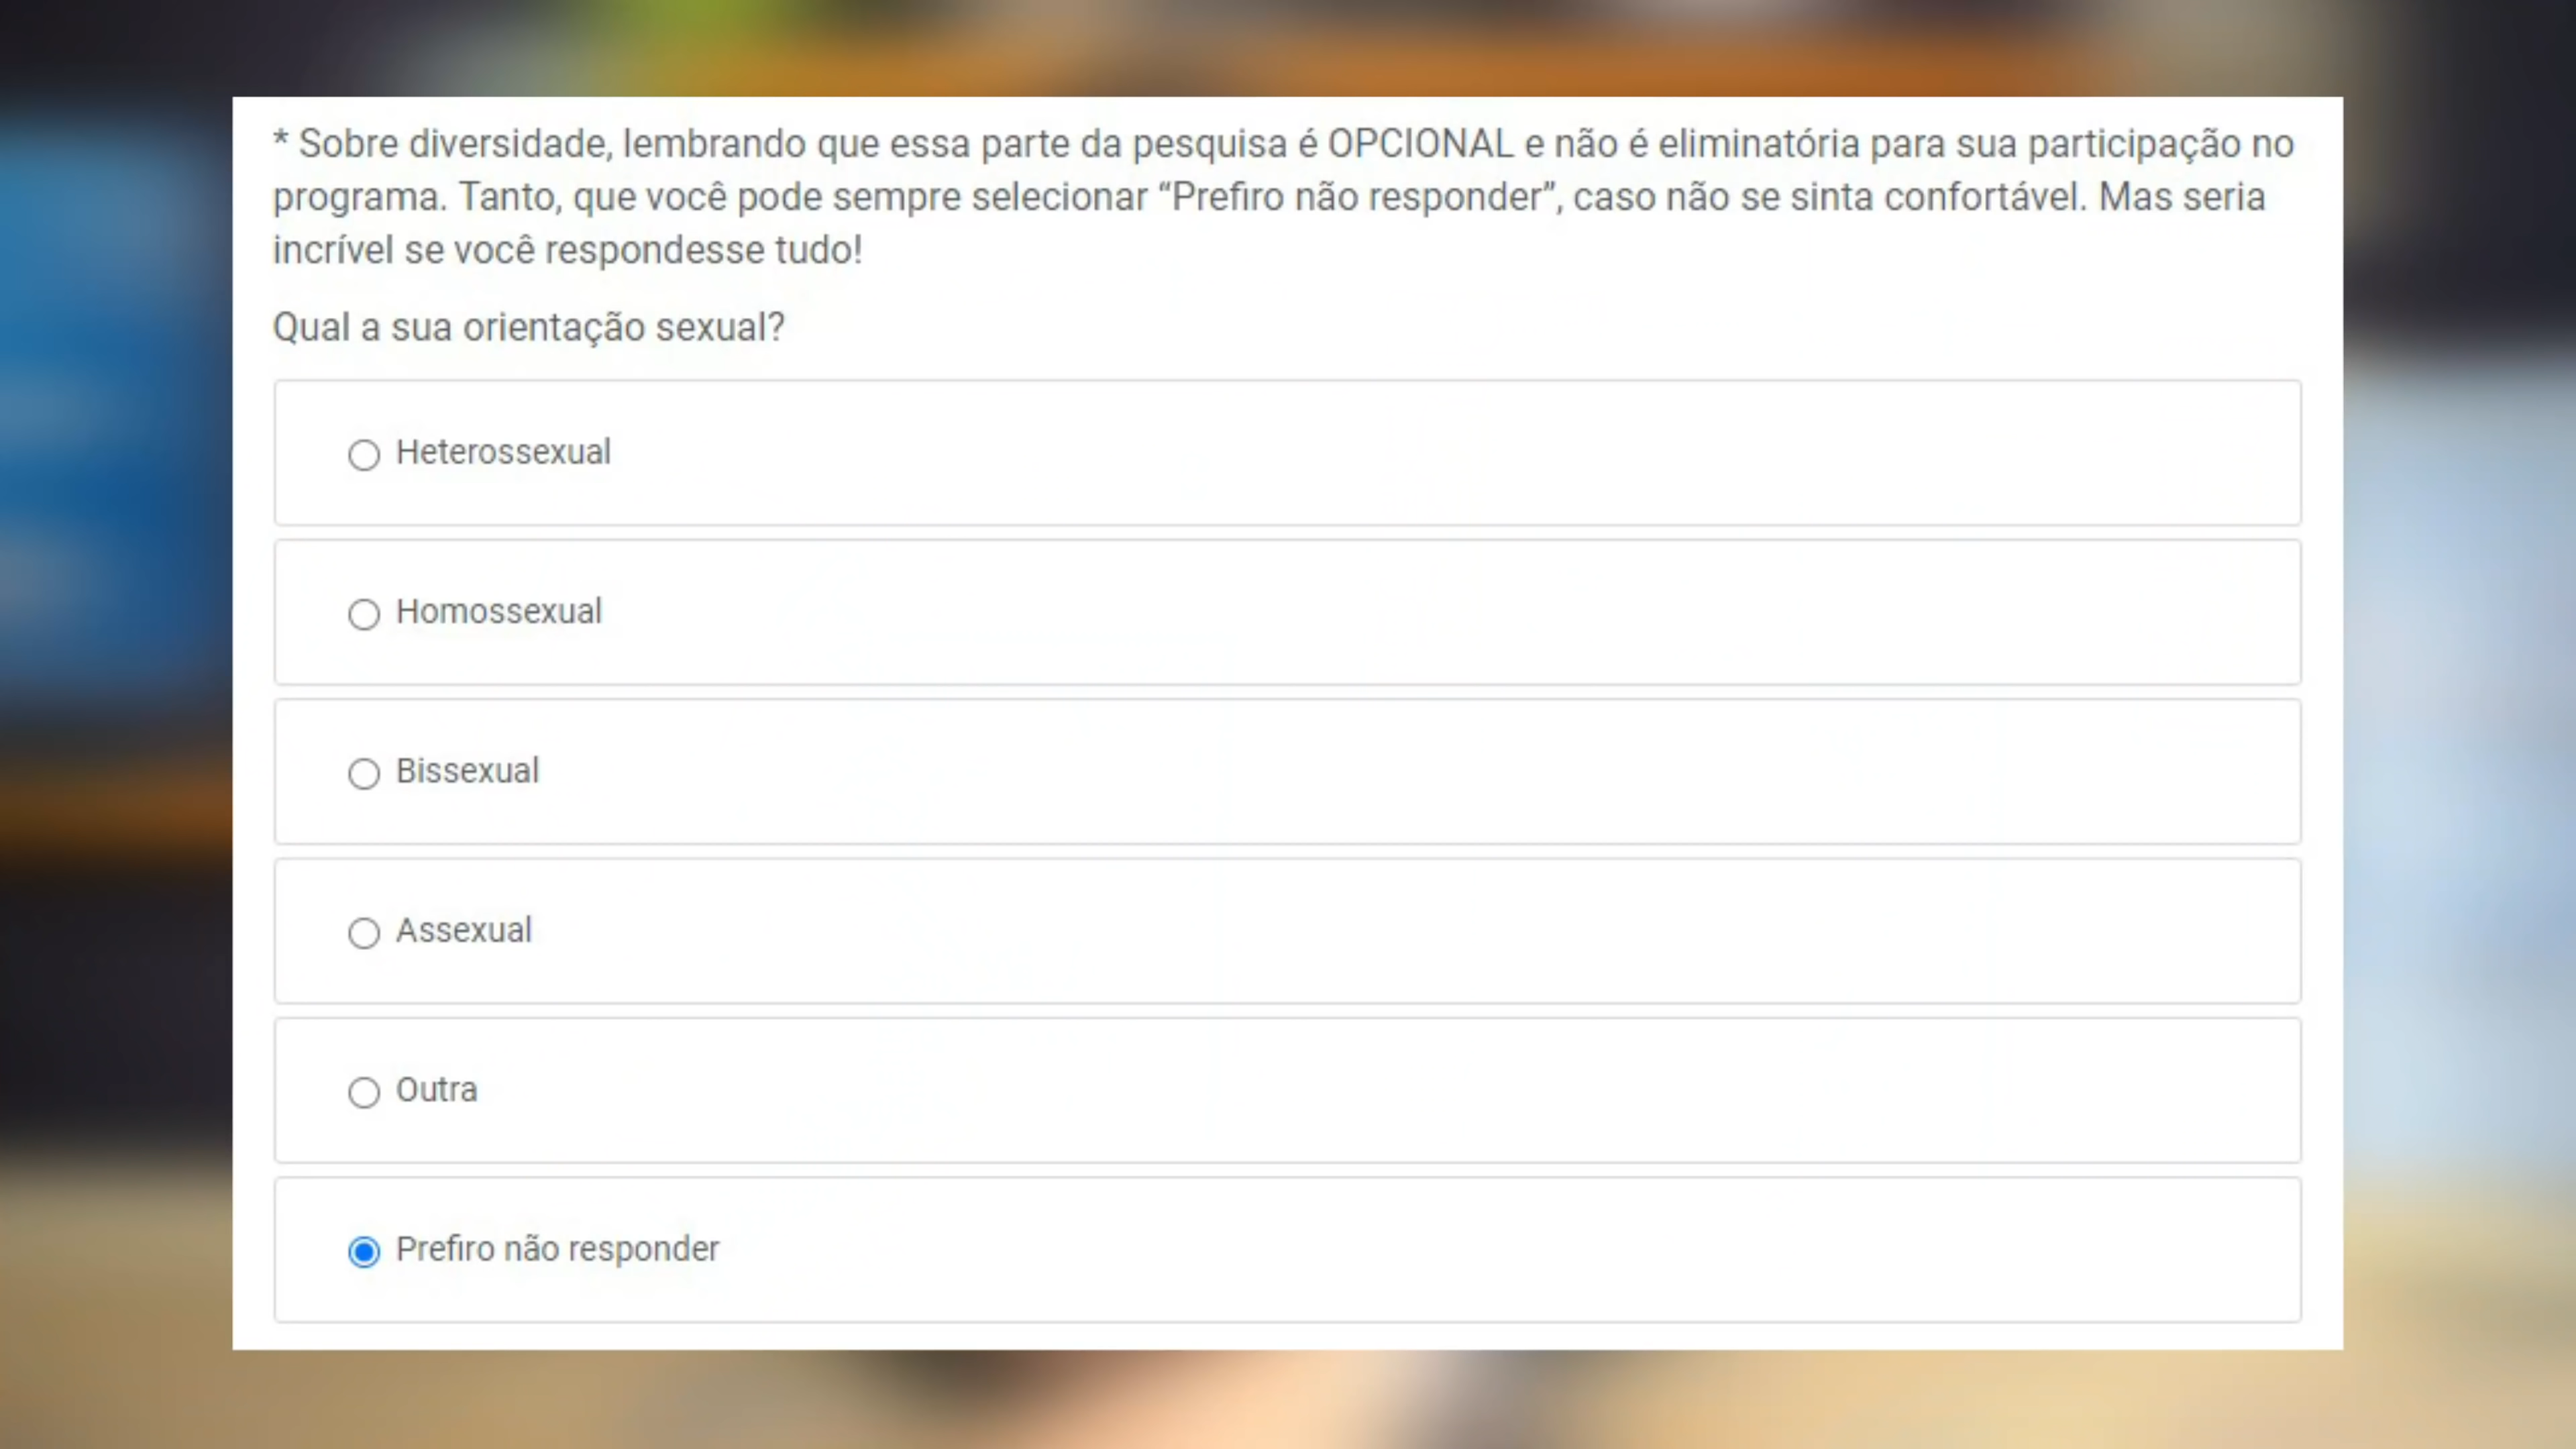 * Sobre diversidade, lembrando que essa parte da pesquisa é OPCIONAL e não é eliminatória para sua participação no
programa. Tanto, que você pode sempre selecionar “Prefiro não responder”, caso não se sinta confortável. Mas seria
incrível se você respondesse tudo!
Qual a sua orientação sexual?
Heterossexual
Homossexual
Bissexual
Assexual
Outra
Prefiro não responder